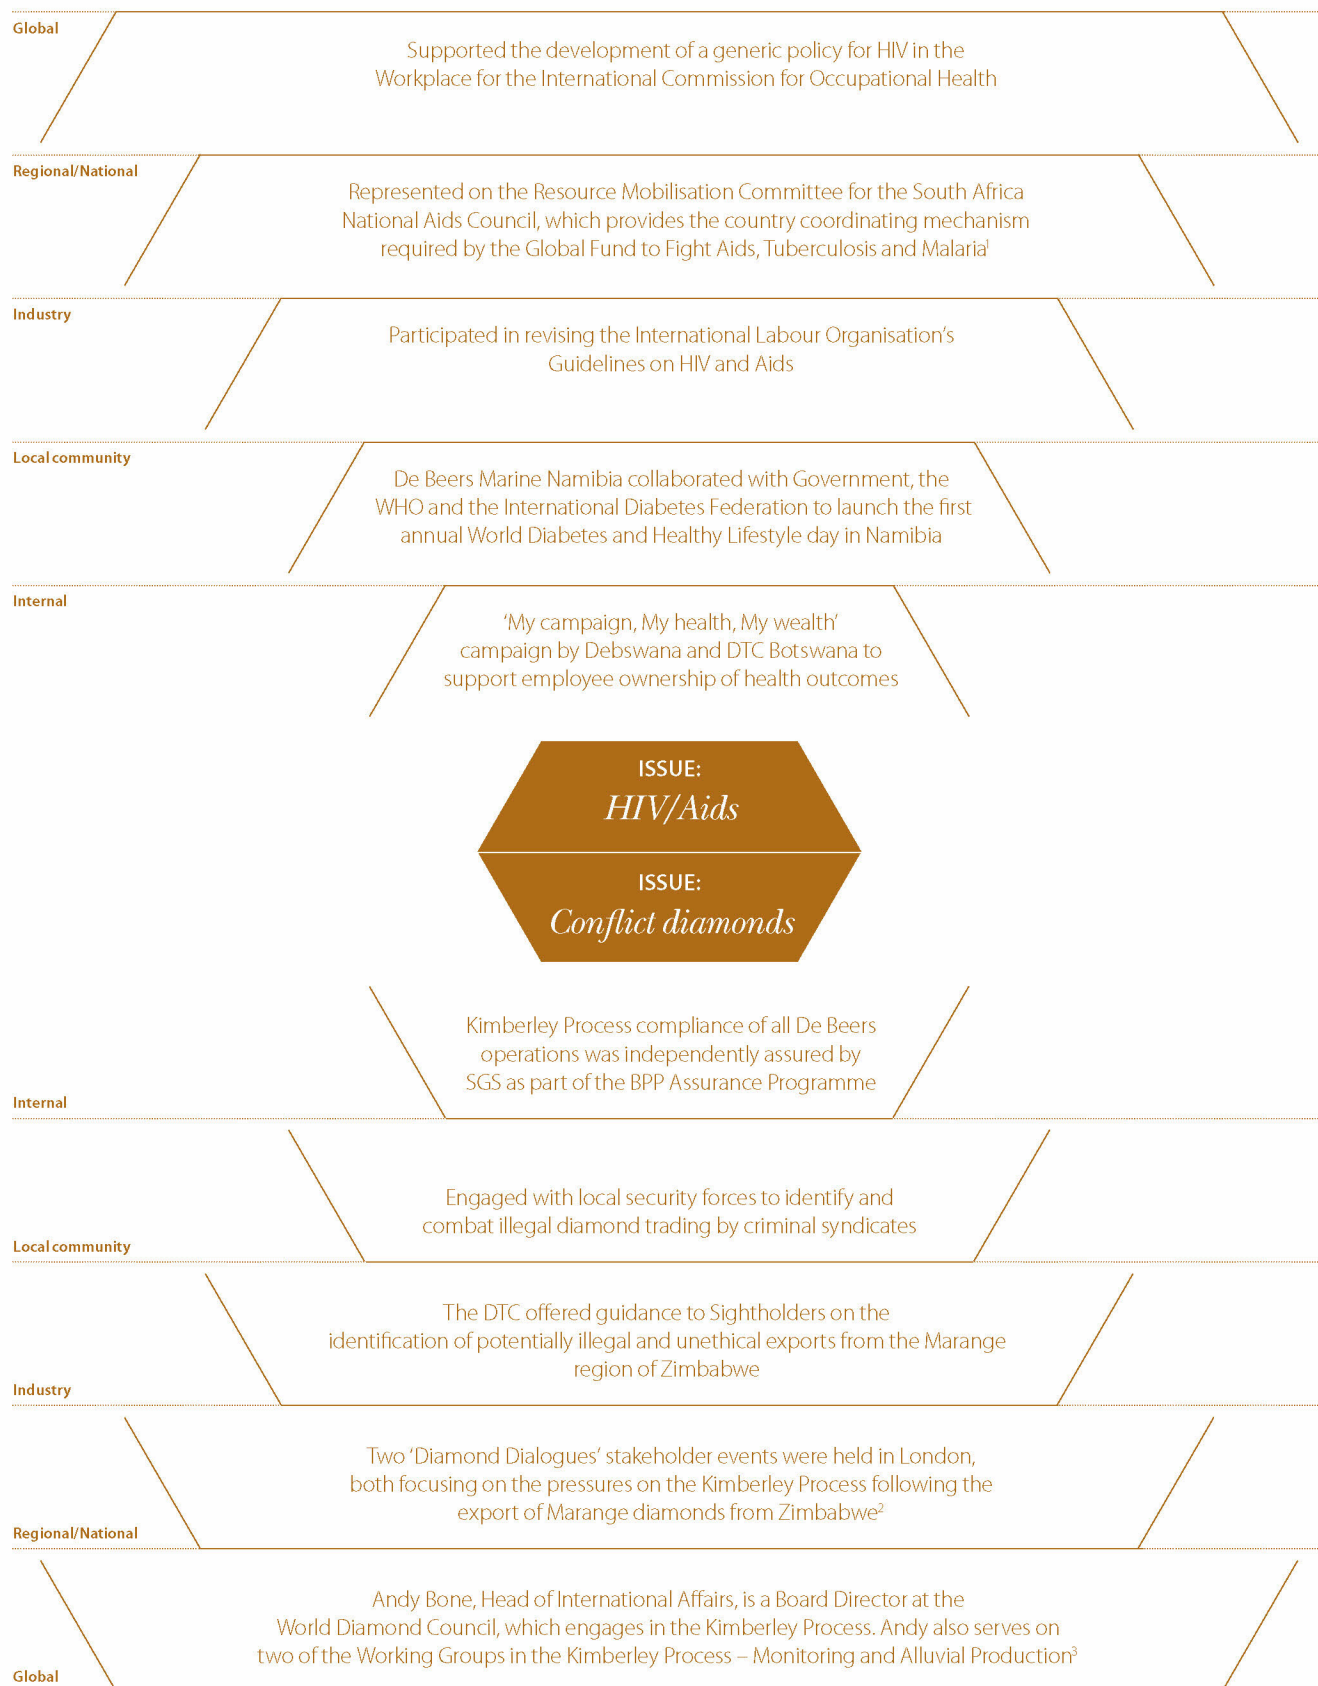 Global
Supported the development of a generic policy for HIV in the
Workplace for the International Commission for Occupational Health
Regional/National
Represented on the Resource Mobilisation Committee for the South Africa
National Aids Council, which provides the country coordinating mechanism
required by the Global Fund to Fight Aids, Tuberculosis and Malaria¹
Industry
Participated in revising the International Labour Organisation’s
Guidelines on HIV and Aids
Local community
De Beers Marine Namibia collaborated with Government, the
WHO and the International Diabetes Federation to launch the first
annual World Diabetes and Healthy Lifestyle day in Namibia
Internal
‘My campaign, My health, My wealth’
campaign by Debswana and DTC Botswana to
support employee ownership of health outcomes
ISSUE:
HIV/Aids
ISSUE:
Conflict diamonds
Kimberley Process compliance of all De Beers
operations was independently assured by
SGS as part of the BPP Assurance Programme
Internal
Engaged with local security forces to identify and
combat illegal diamond trading by criminal syndicates
Local community
The DTC offered guidance to Sightholders on the
identification of potentially illegal and unethical exports from the Marange
region of Zimbabwe
Industry
Two ‘Diamond Dialogues’ stakeholder events were held in London,
both focusing on the pressures on the Kimberley Process following the
export of Marange diamonds from Zimbabwe²
Regional/National
Andy Bone, Head of International Affairs, is a Board Director at the
World Diamond Council, which engages in the Kimberley Process. Andy also serves on
two of the Working Groups in the Kimberley Process – Monitoring and Alluvial Production³
Global